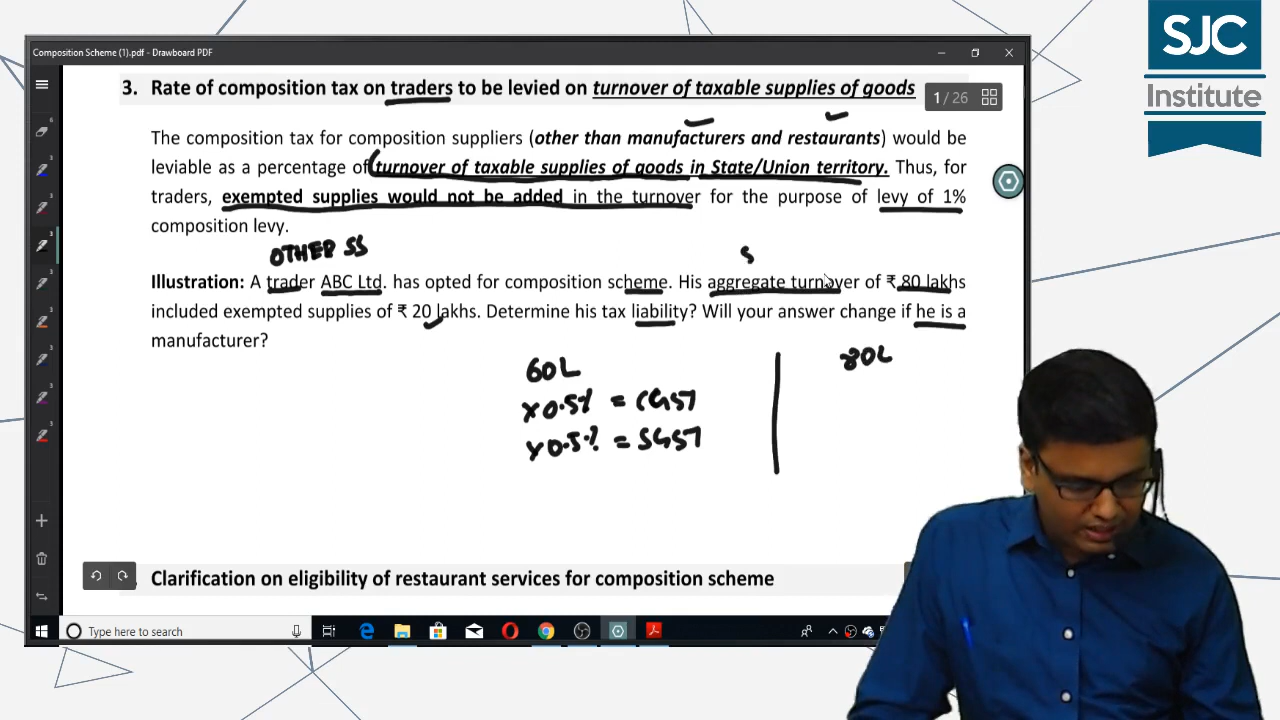 SJC
Institute
Composition Scheme (1).pdf - Drawboard PDF
3. Rate of composition tax on traders to be levied on turnover of taxable supplies of goods
1 / 26
The composition tax for composition suppliers (other than manufacturers and restaurants) would be
leviable as a percentage of turnover of taxable supplies of goods in State/Union territory. Thus, for
traders, exempted supplies would not be added in the turnover for the purpose of levy of 1%
composition levy.
OTHER SS
S
Illustration: A trader ABC Ltd. has opted for composition scheme. His aggregate turnover of ₹ 80 lakhs
included exempted supplies of ₹ 20 lakhs. Determine his tax liability? Will your answer change if he is a
manufacturer?
60L
80L
x0.5% = CGST
x0.5% = SGST
Clarification on eligibility of restaurant services for composition scheme
Type here to search